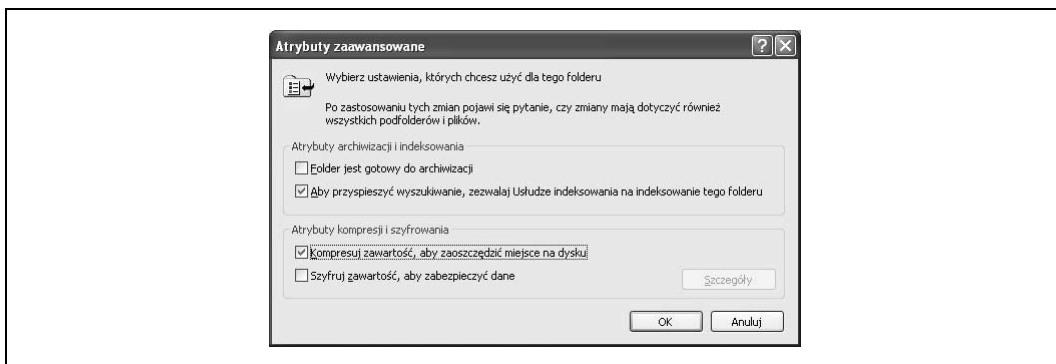 Atrybuty zaawansowane
Wybierz ustawienia, których chcesz użyć dla tego folderu
Po zastosowaniu tych zmian pojawi się pytanie, czy zmiany mają dotyczyć również
wszystkich podfolderów i plików.
Atrybuty archiwizacji i indeksowania
Folder jest gotowy do archiwizacji
Aby przyspieszyć wyszukiwanie, zezwalaj Usłudze indeksowania na indeksowanie tego folderu
Atrybuty kompresji i szyfrowania
Kompresuj zawartość, aby zaoszczędzić miejsce na dysku
Szyfruj zawartość, aby zabezpieczyć dane
Szczegóły
OK Anuluj